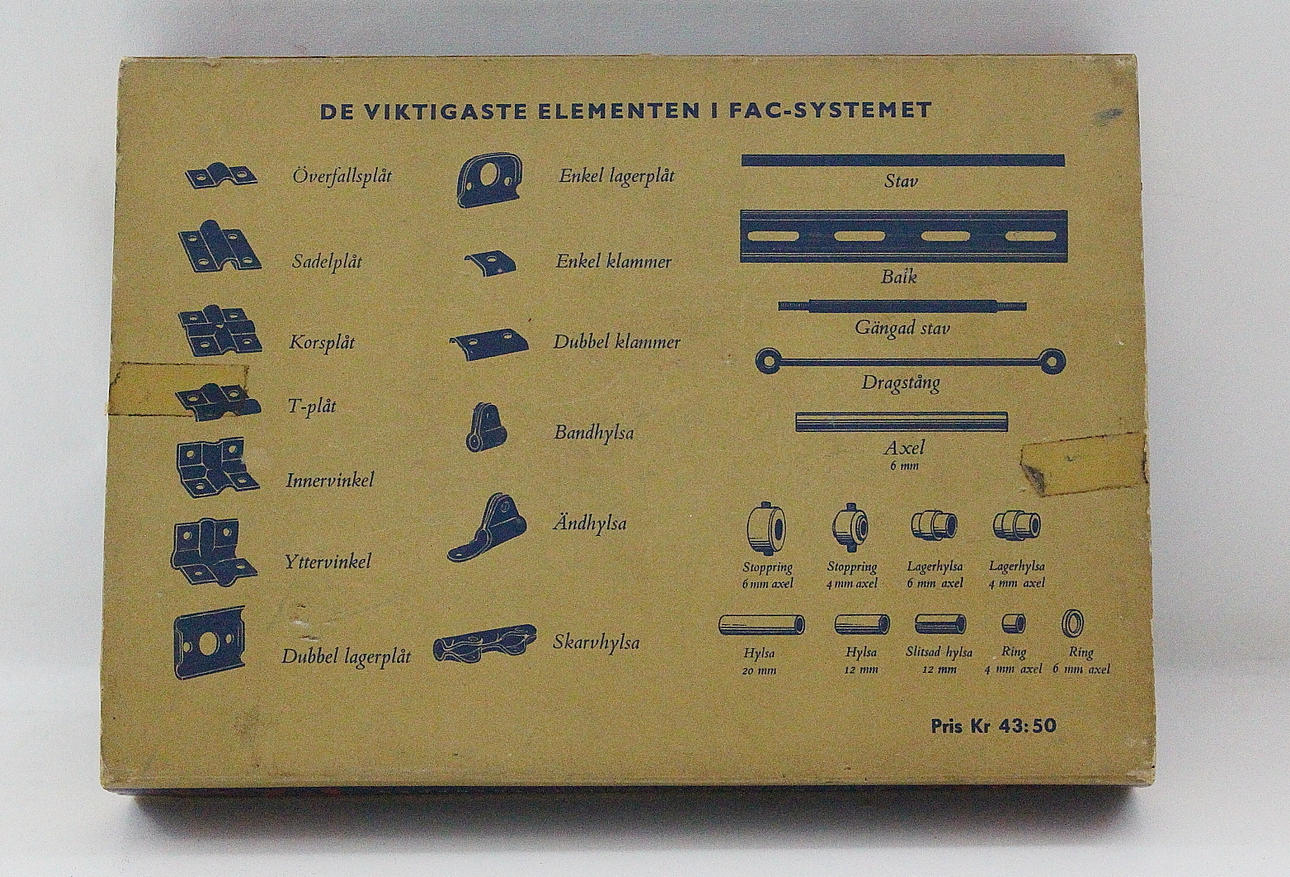 DE VIKTIGASTE ELEMENTEN I FAC-SYSTEMET
Överfallsplåt
Sadelplåt
Korsplåt
T-plåt
Innervinkel
Yttervinkel
Dubbel lagerplåt
Enkel lagerplåt
Enkel klammer
Dubbel klammer
Bandhylsa
Ändhylsa
Skarvhylsa
Stav
Balk
Gängad stav
Dragstång
Axel
6 mm
Stoppring
6 mm axel
Stoppring
4 mm axel
Lagerhylsa
6 mm axel
Lagerhylsa
4 mm axel
Hylsa
20 mm
Hylsa
12 mm
Slitsad hylsa
12 mm
Ring
4 mm axel
Ring
6 mm axel
Pris Kr 43:50